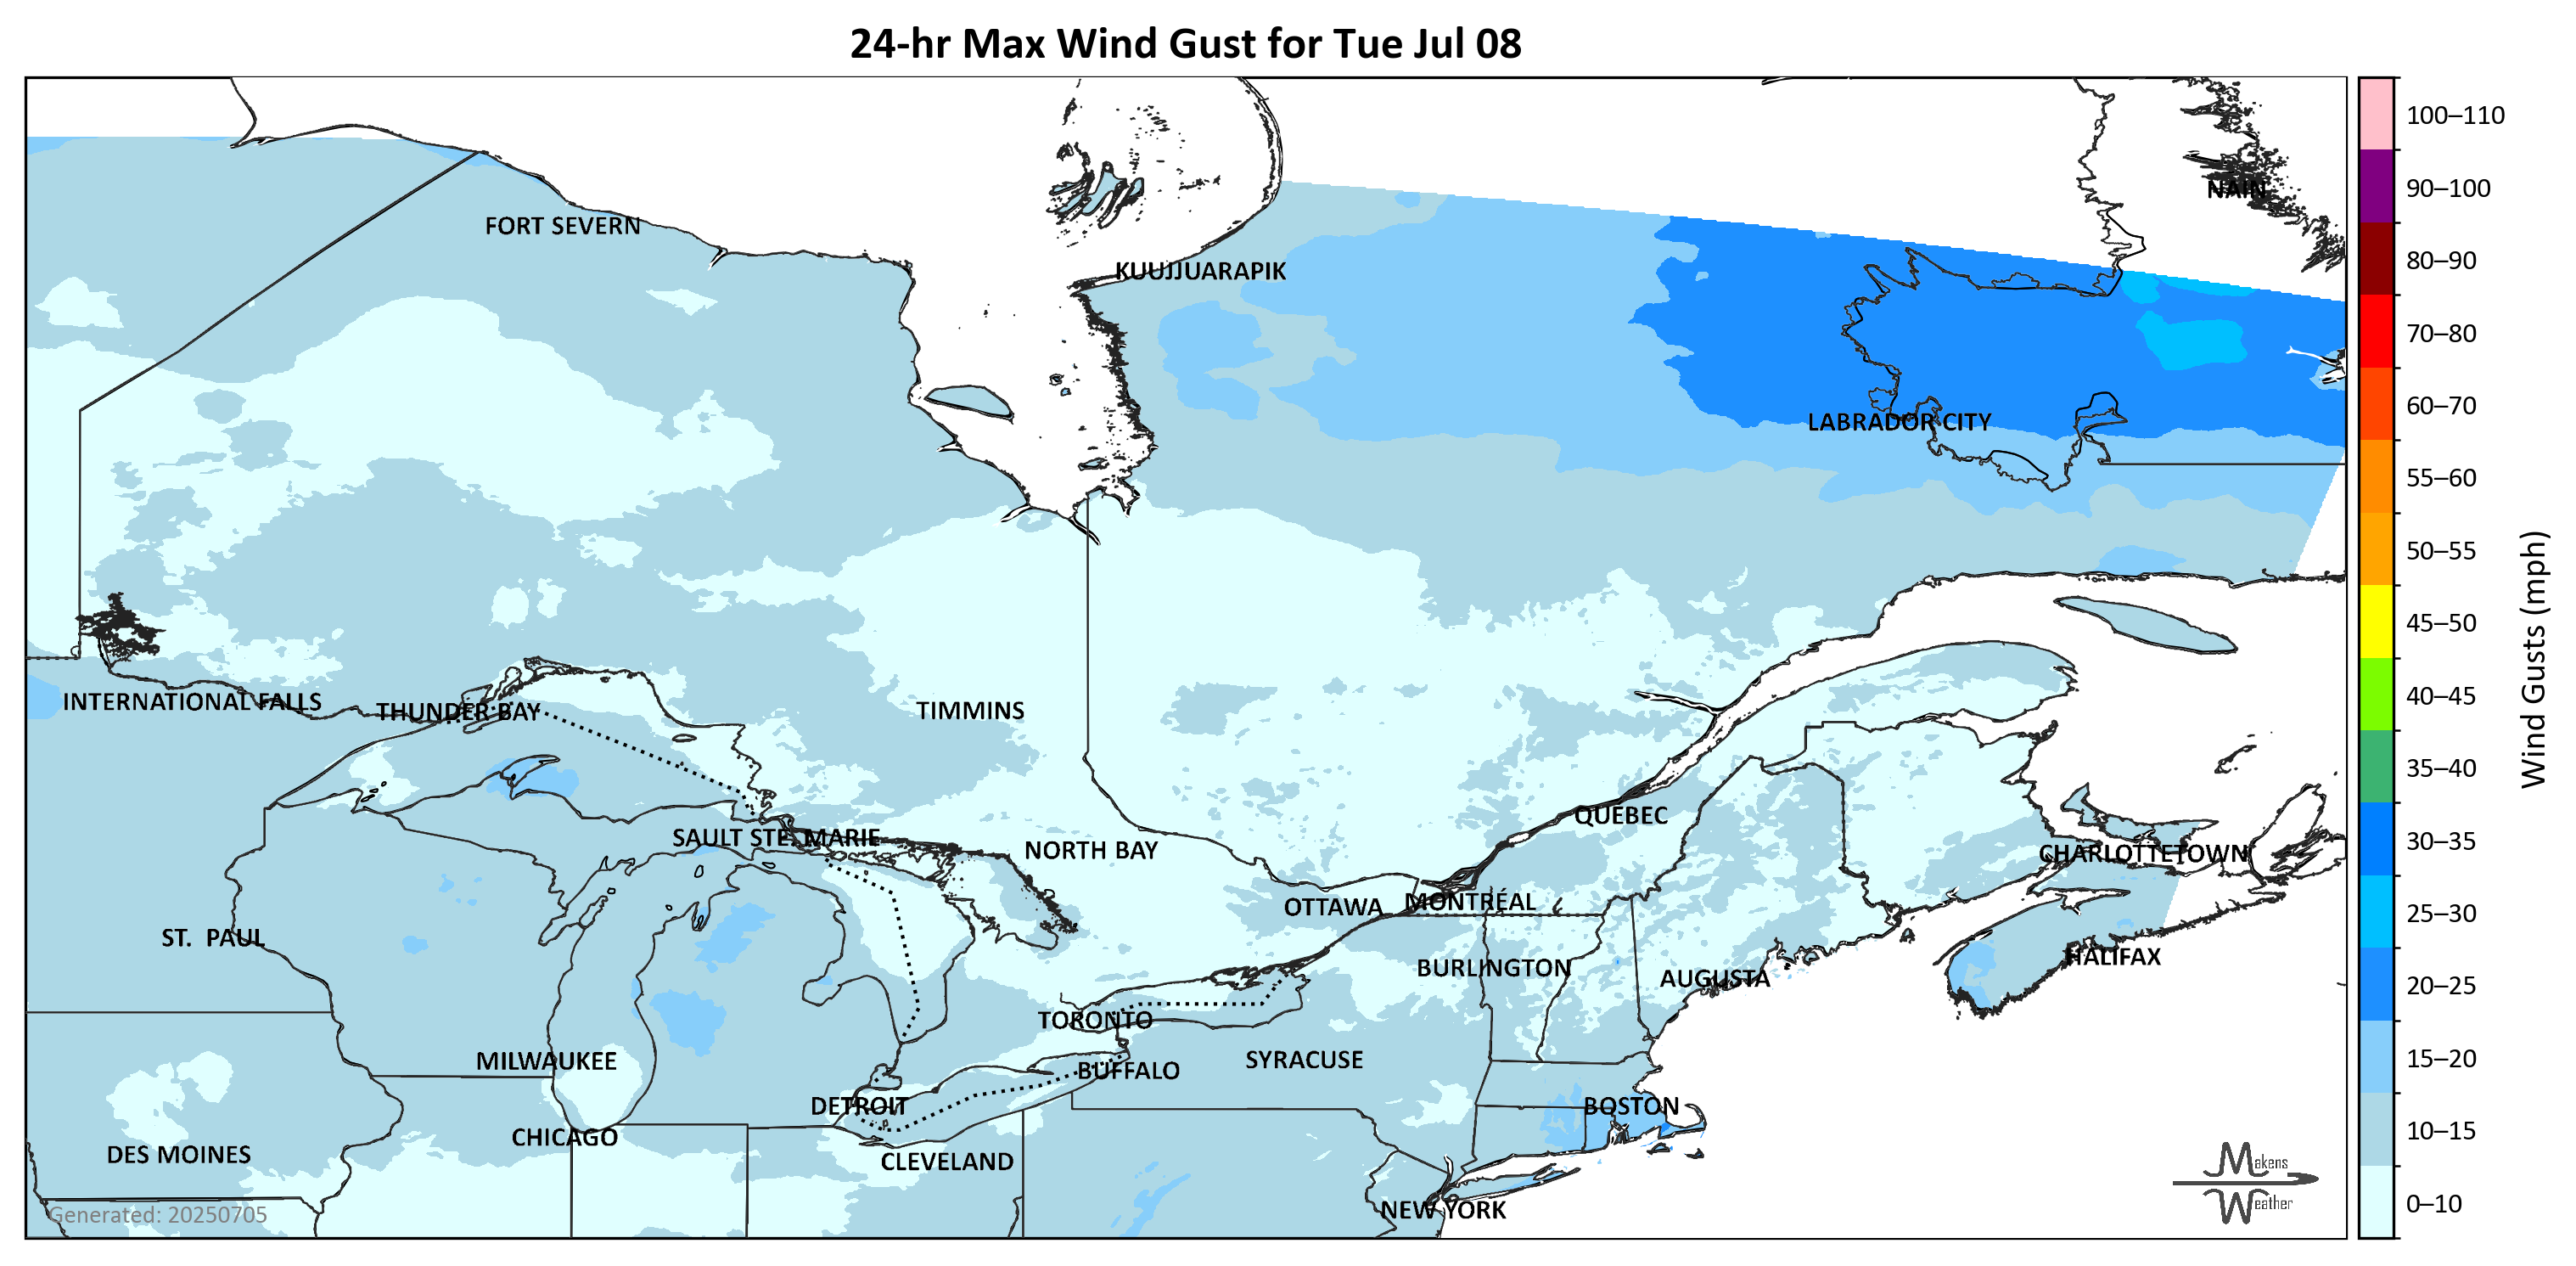 24-hr Max Wind Gust for Tue Jul 08
100–110
90–100
80–90
70–80
60–70
55–60
50–55
45–50
40–45
35–40
30–35
25–30
20–25
15–20
10–15
0–10
Wind Gusts (mph)
NAIN
FORT SEVERN
KUUJJUARAPIK
LABRADOR CITY
INTERNATIONAL FALLS
THUNDER BAY
TIMMINS
SAULT STE. MARIE
NORTH BAY
QUEBEC
CHARLOTTETOWN
OTTAWA
MONTRÉAL
ST. PAUL
BURLINGTON
AUGUSTA
HALIFAX
TORONTO
MILWAUKEE
BUFFALO
SYRACUSE
DETROIT
BOSTON
CHICAGO
DES MOINES
CLEVELAND
NEW YORK
Generated: 20250705
Makens
Weather